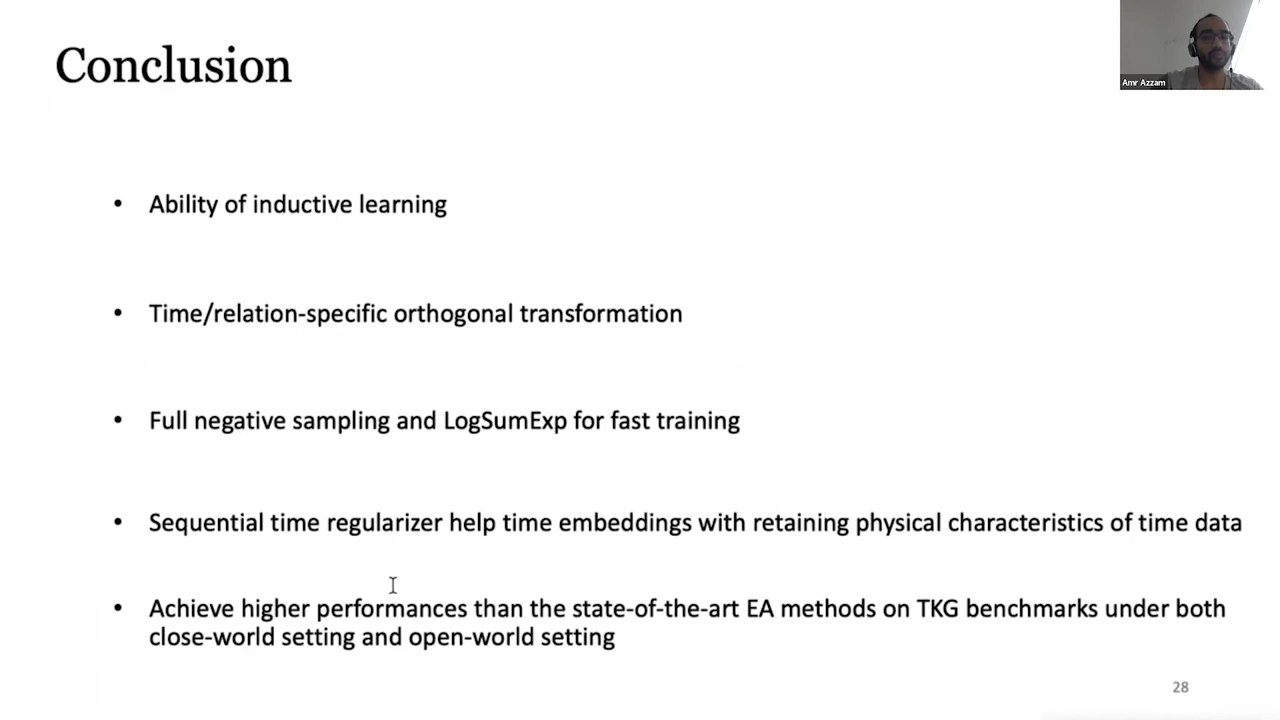 Conclusion
Amr Azzam
• Ability of inductive learning
• Time/relation-specific orthogonal transformation
• Full negative sampling and LogSumExp for fast training
• Sequential time regularizer help time embeddings with retaining physical characteristics of time data
• Achieve higher performances than the state-of-the-art EA methods on TKG benchmarks under both
close-world setting and open-world setting
28